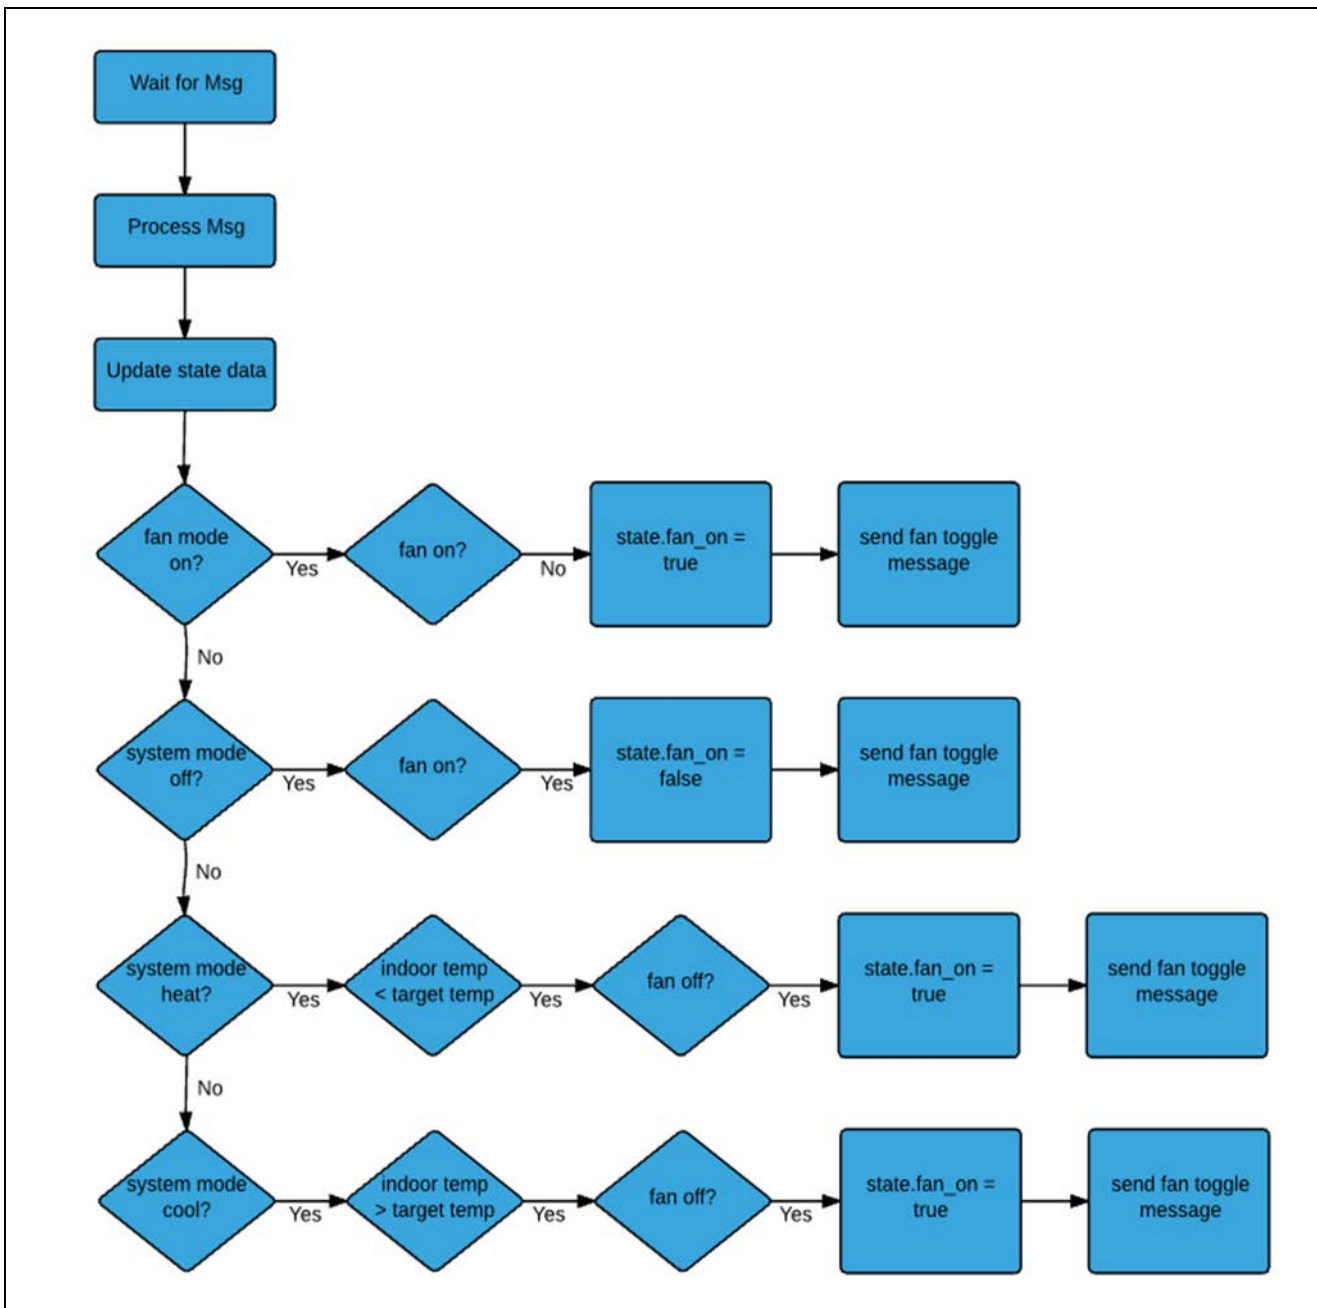 Wait for Msg
Process Msg
Update state data
fan mode
on?
Yes
fan on?
No
state.fan_on =
true
send fan toggle
message
No
system mode
off?
Yes
fan on?
Yes
state.fan_on =
false
send fan toggle
message
No
system mode
heat?
Yes
indoor temp
< target temp
Yes
fan off?
Yes
state.fan_on =
true
send fan toggle
message
No
system mode
cool?
Yes
indoor temp
> target temp
Yes
fan off?
Yes
state.fan_on =
true
send fan toggle
message